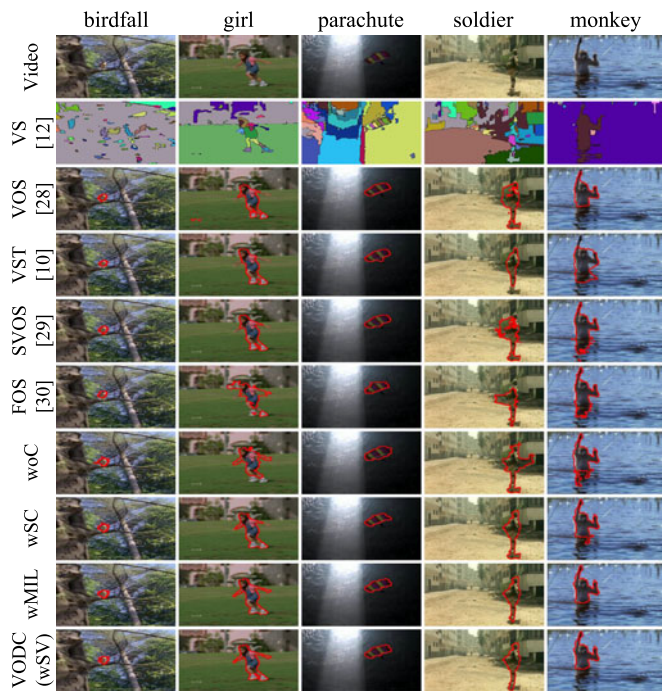 birdfall girl parachute soldier monkey
Video
VS
[12]
VOS
[28]
VST
[10]
SVOS
[29]
FOS
[30]
woC
wSC
wMIL
VODC
(wSV)